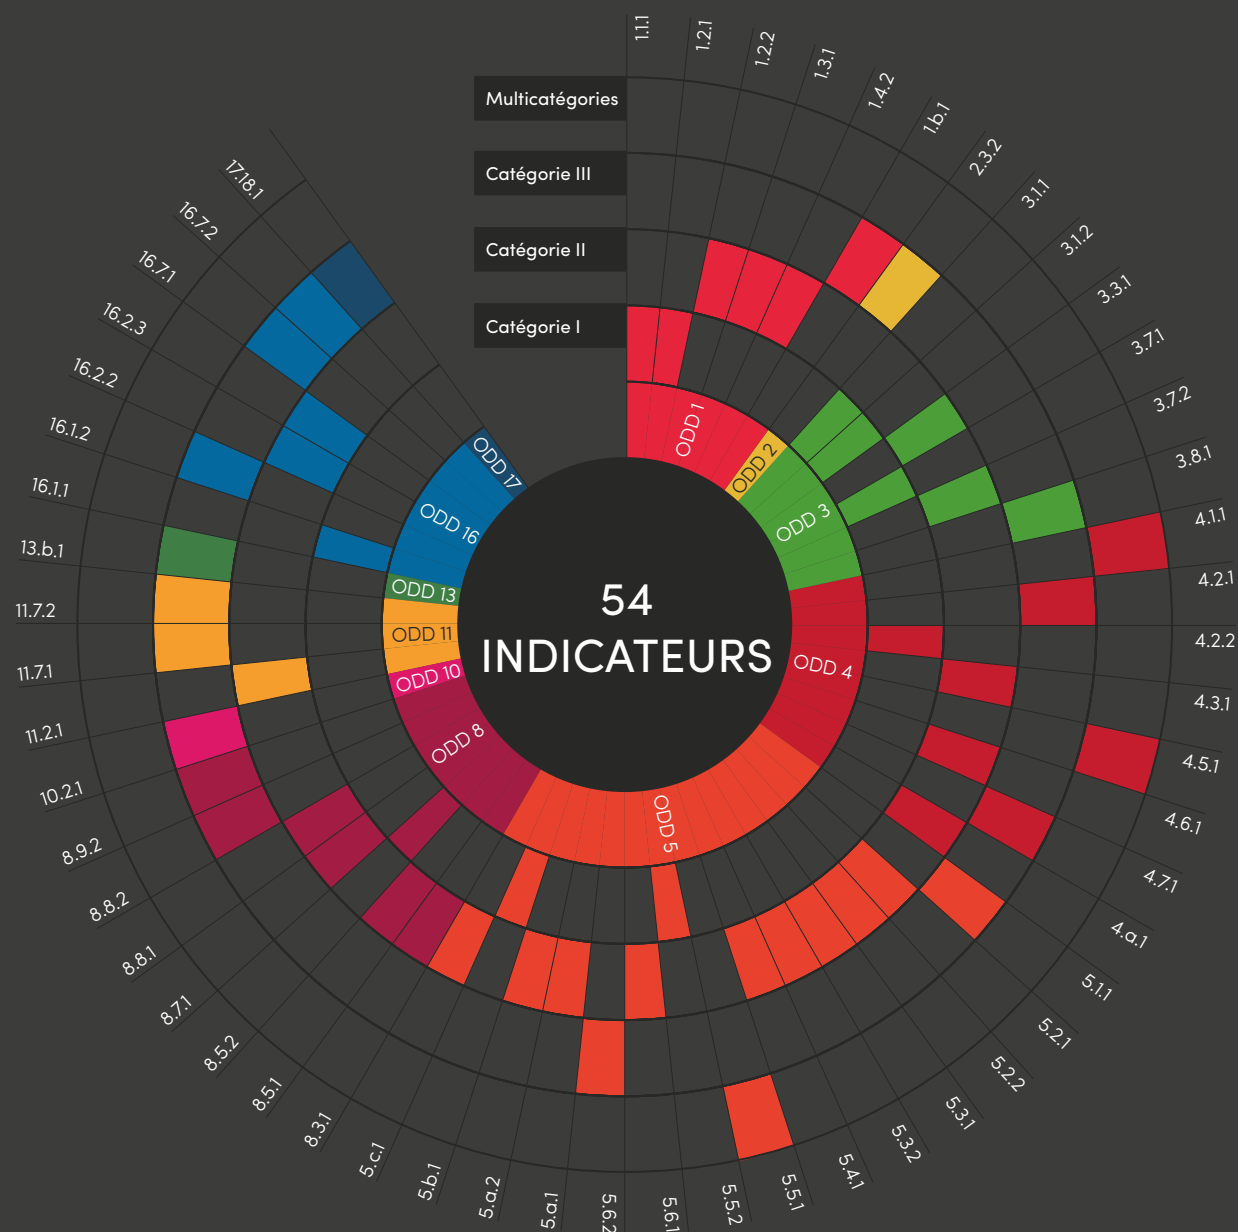 Multicatégories
Catégorie III
Catégorie II
Catégorie I
1.1.1
1.2.1
1.2.2
1.3.1
1.4.2
1.b.1
2.3.2
3.1.1
3.1.2
3.3.1
3.7.1
3.7.2
3.8.1
4.1.1
4.2.1
4.2.2
4.3.1
4.5.1
4.6.1
4.7.1
4.a.1
5.1.1
5.2.1
5.2.2
5.3.1
5.3.2
5.4.1
5.5.1
5.5.2
5.6.1
5.6.2
5.a.1
5.a.2
5.b.1
5.c.1
8.3.1
8.5.1
8.5.2
8.7.1
8.8.1
8.8.2
8.9.2
10.2.1
11.2.1
11.7.1
11.7.2
13.b.1
16.1.1
16.1.2
16.2.2
16.2.3
16.7.1
16.7.2
17.18.1
ODD 1
ODD 2
ODD 3
ODD 4
ODD 5
ODD 8
ODD 10
ODD 11
ODD 13
ODD 16
ODD 17
54
INDICATEURS